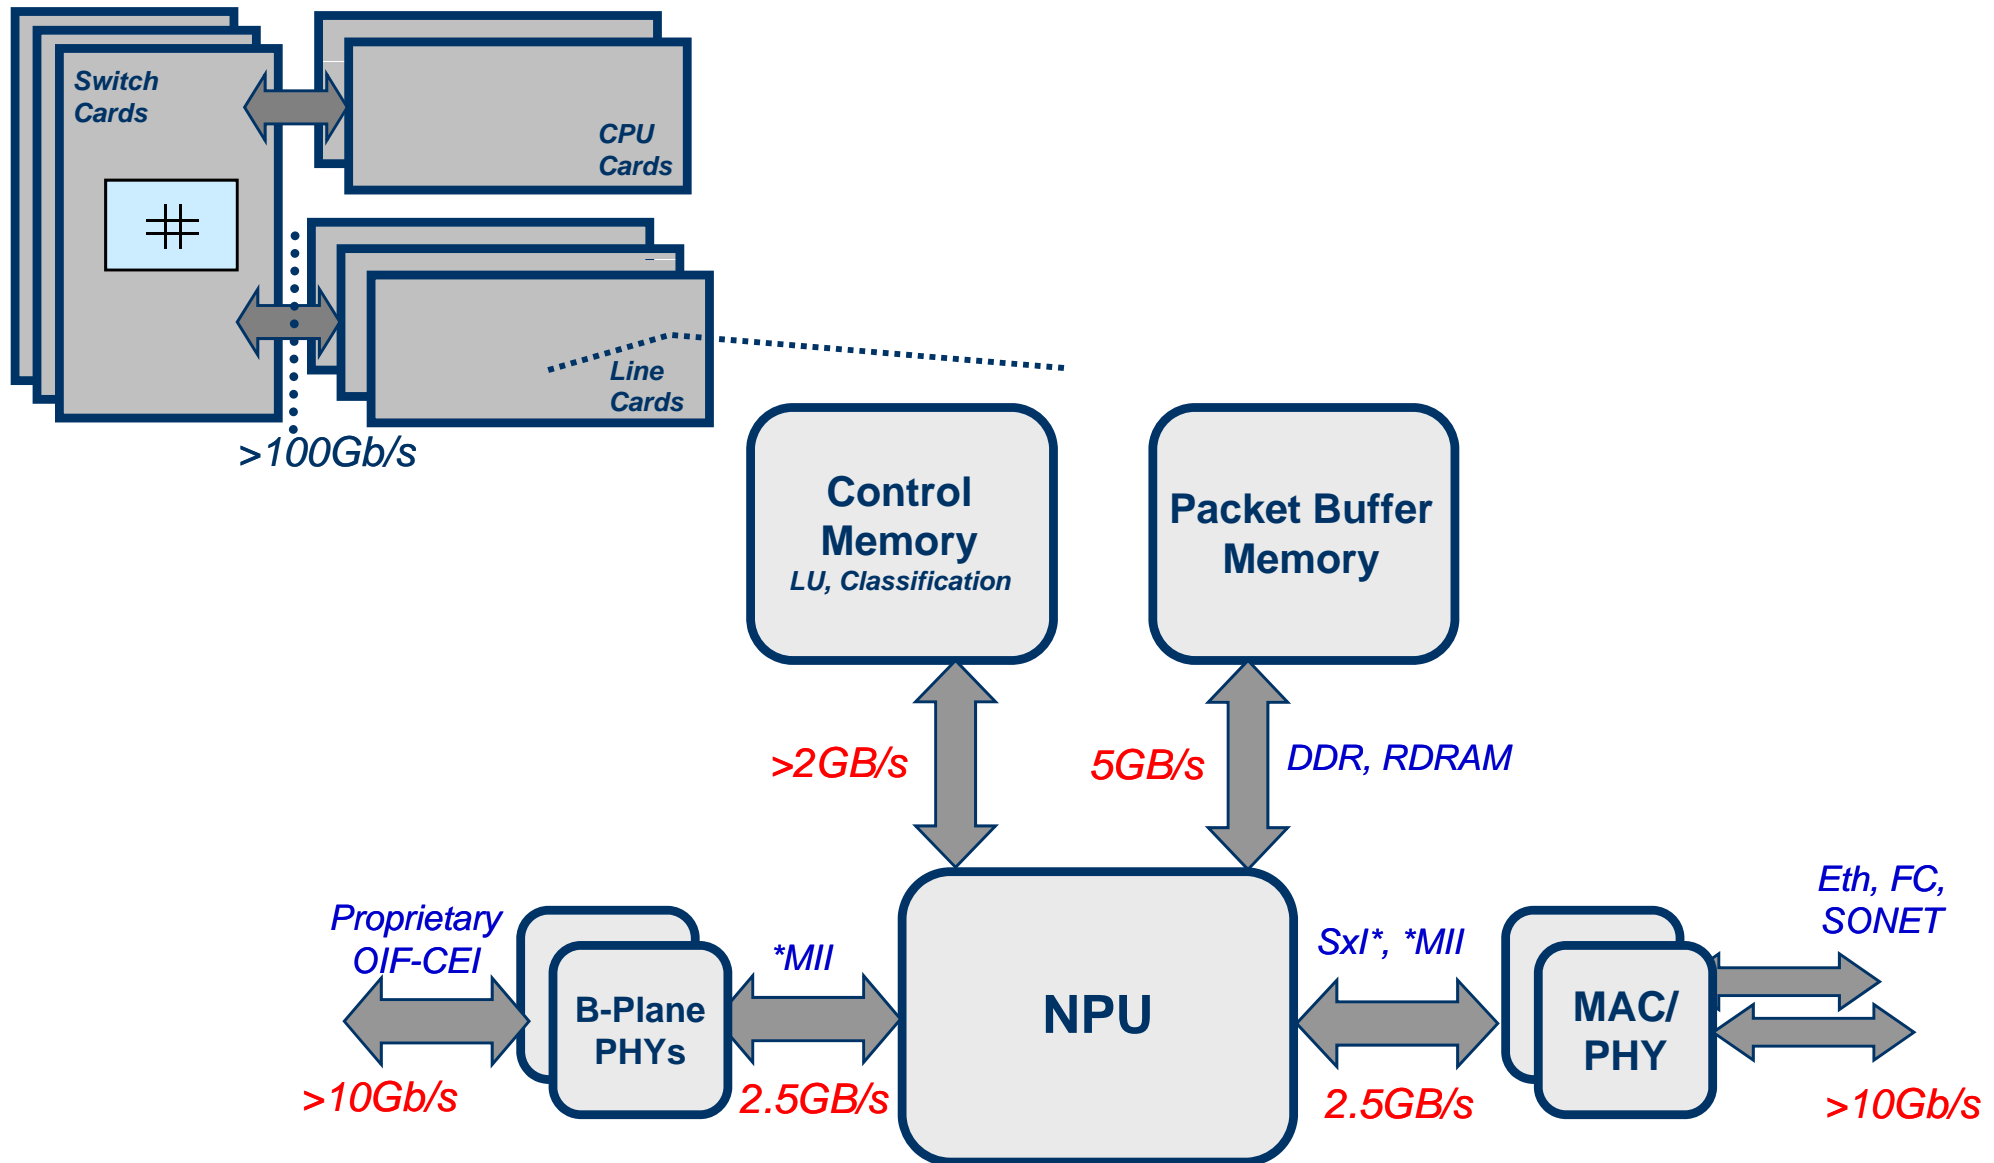 Switch
Cards
CPU
Cards
Line
Cards
>100Gb/s
Control
Memory
LU, Classification
Packet Buffer
Memory
>2GB/s
5GB/s
DDR, RDRAM
Proprietary
OIF-CEI
*MII
B-Plane
PHYs
>10Gb/s
2.5GB/s
NPU
SxI*, *MII
2.5GB/s
MAC/
PHY
Eth, FC,
SONET
>10Gb/s